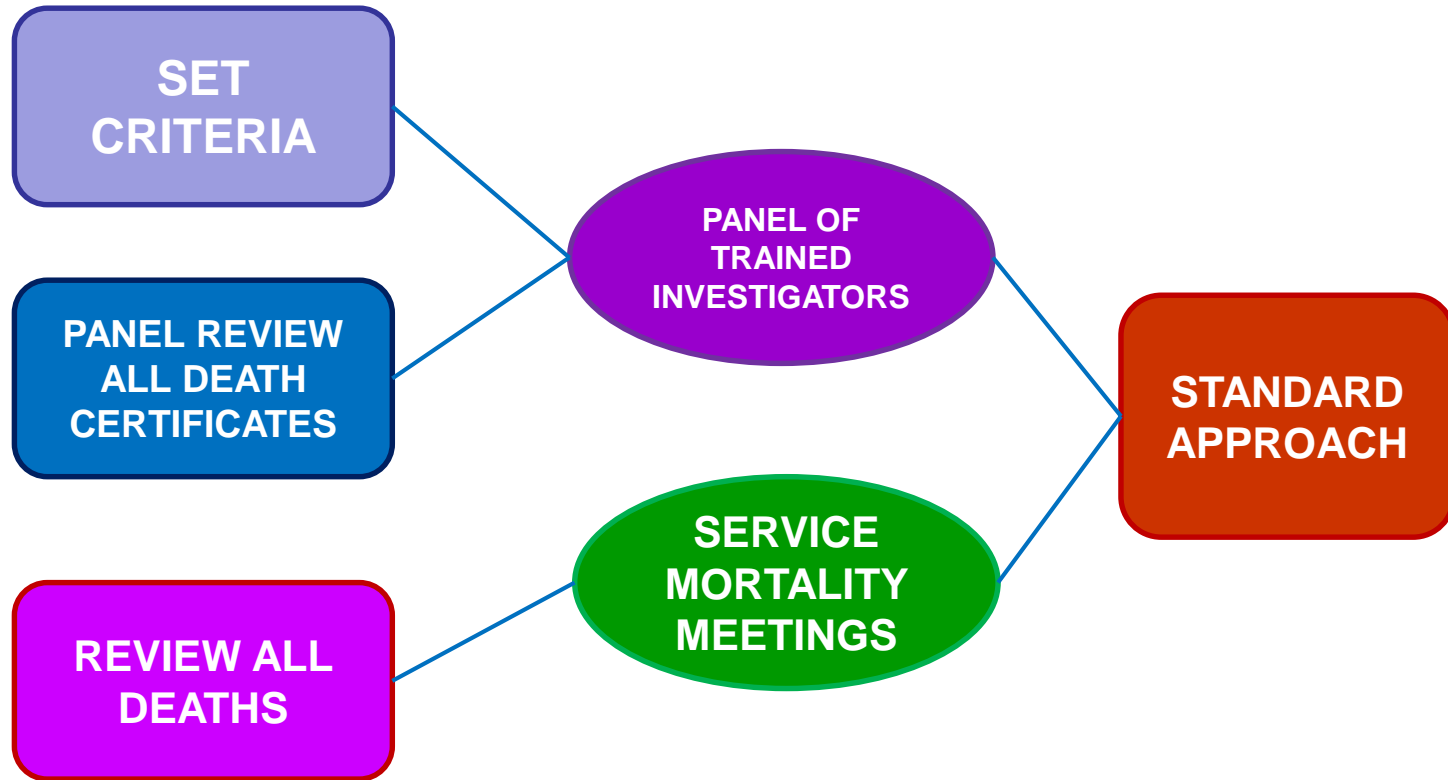 SET
CRITERIA
PANEL OF
TRAINED
INVESTIGATORS
PANEL REVIEW
ALL DEATH
CERTIFICATES
STANDARD
APPROACH
SERVICE
MORTALITY
MEETINGS
REVIEW ALL
DEATHS